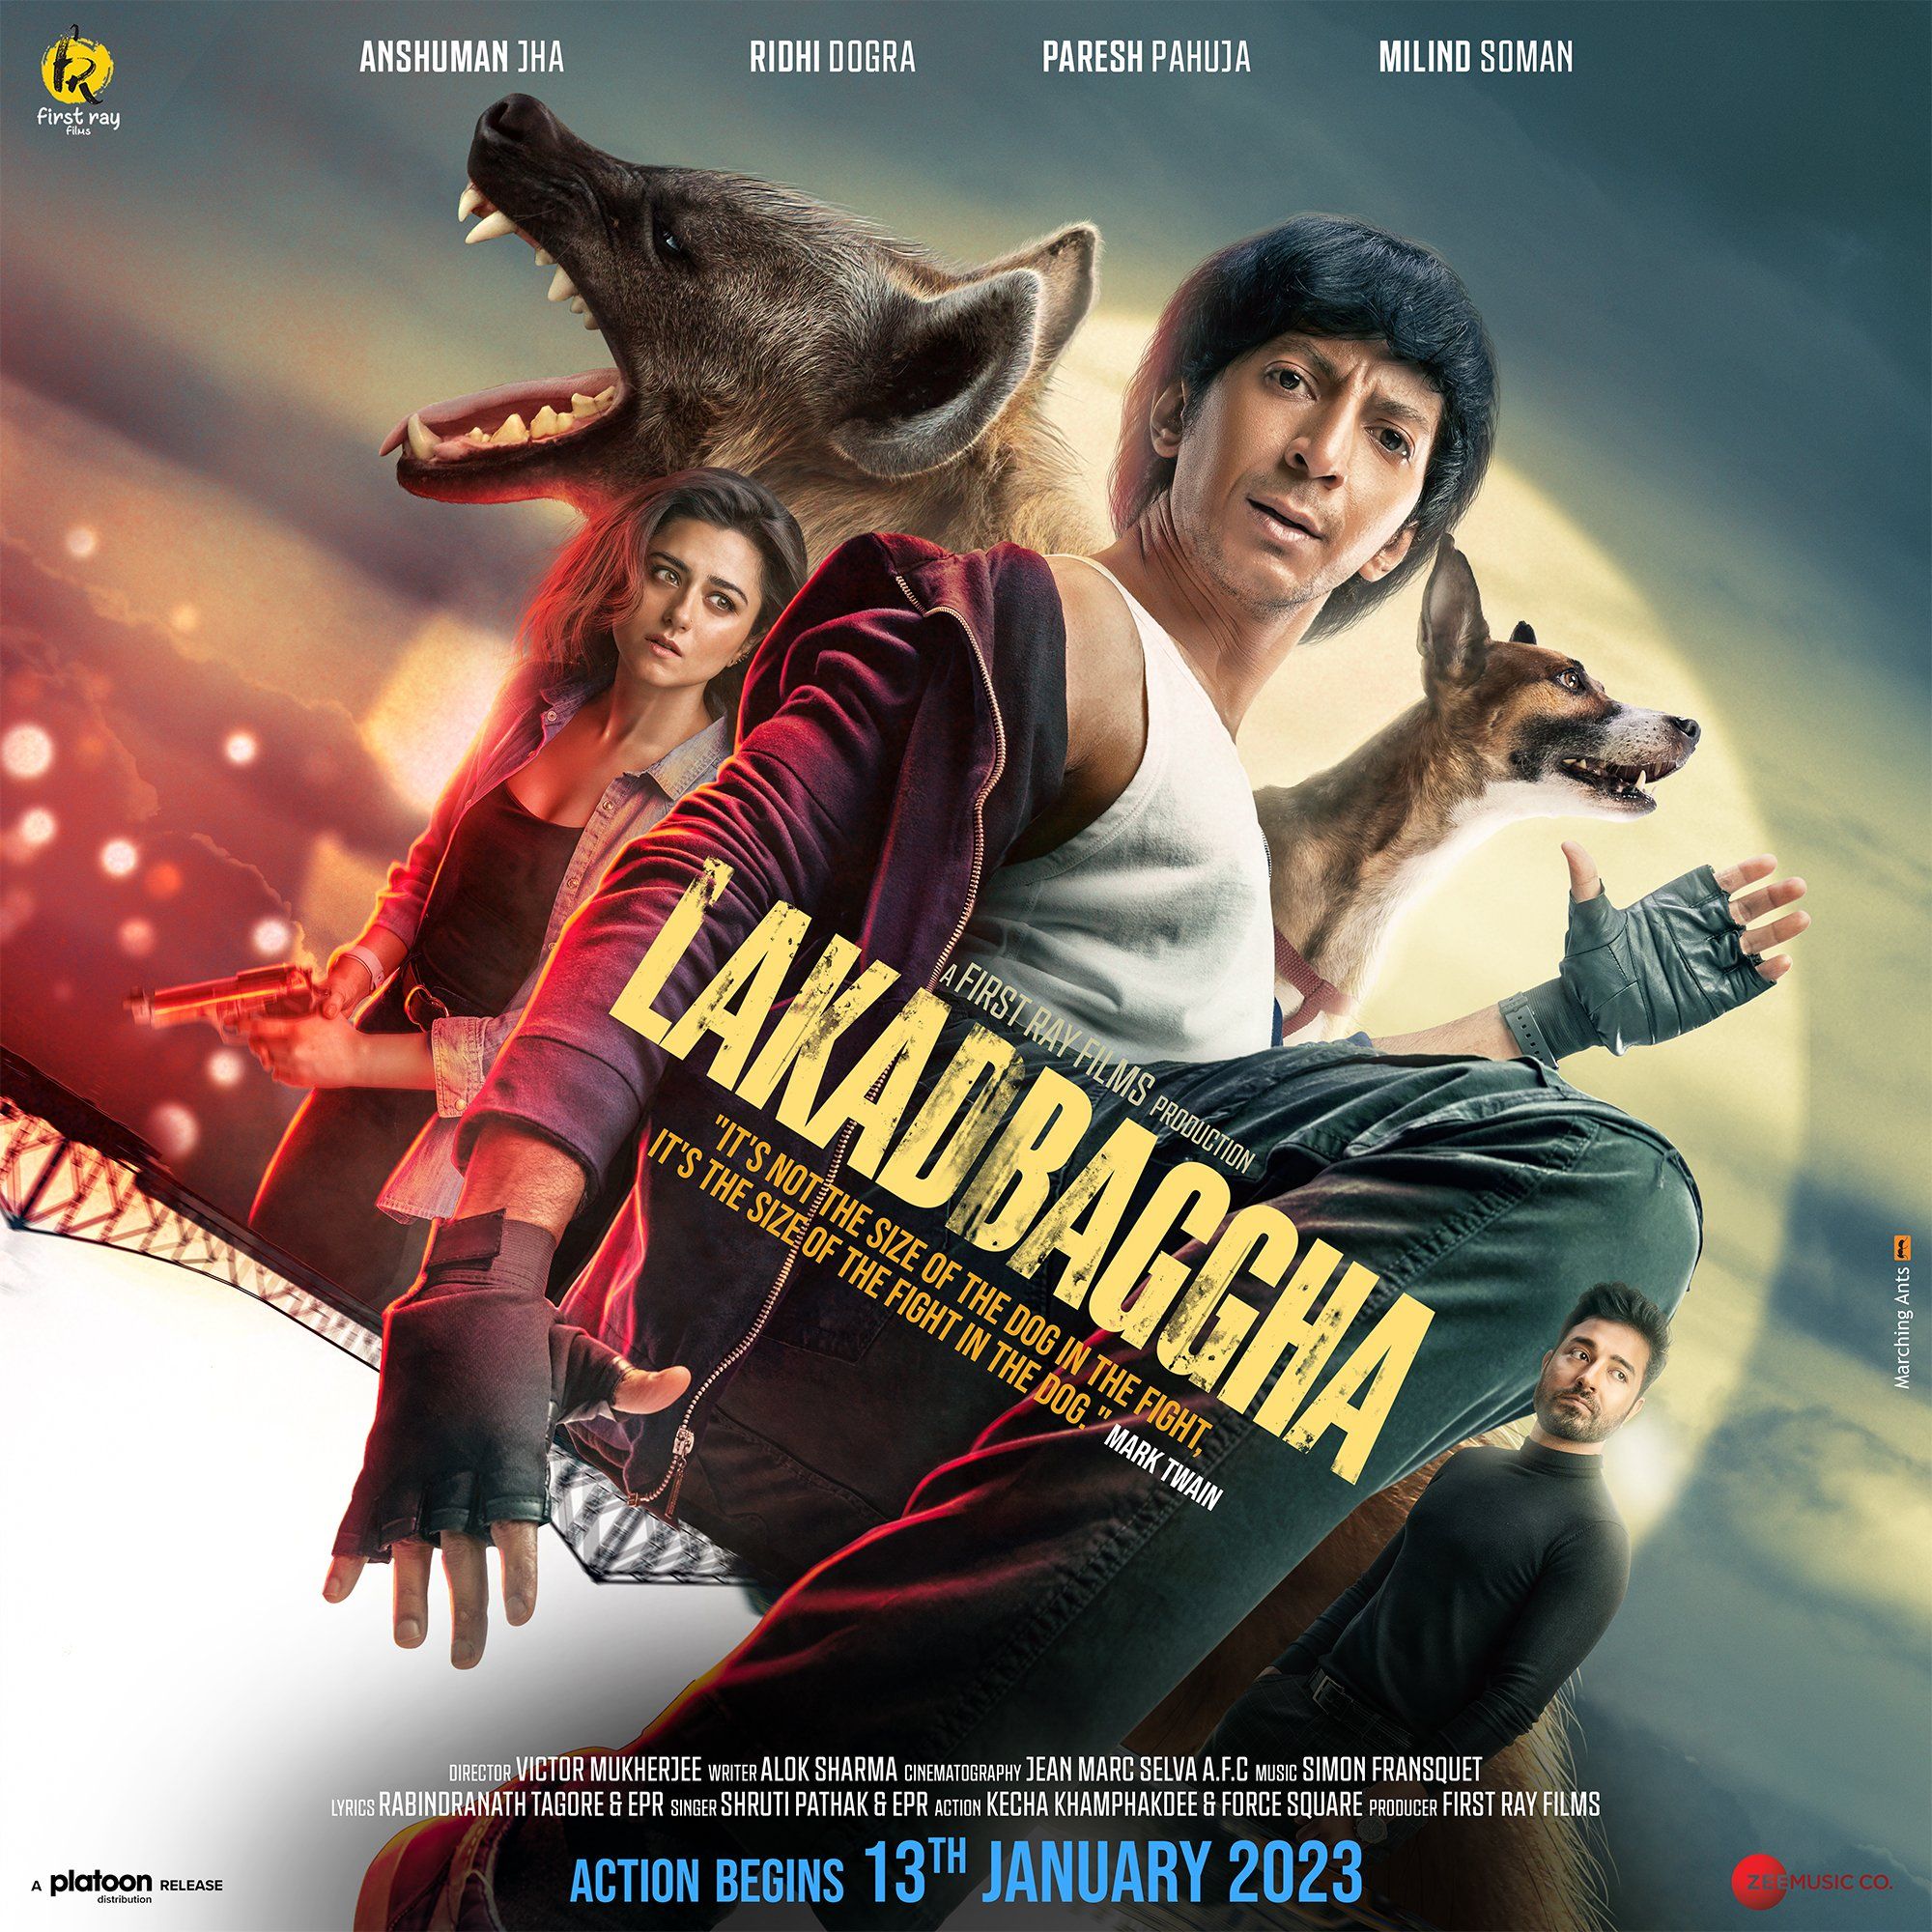 ANSHUMAN JHA
RIDHI DOGRA
PARESH PAHUJA
MILIND SOMAN
first ray
films
A FIRST RAY FILMS PRODUCTION
LAKADBAGGHA
"IT'S NOT THE SIZE OF THE DOG IN THE FIGHT,
IT'S THE SIZE OF THE FIGHT IN THE DOG."
MARK TWAIN
Marching Ants
DIRECTOR VICTOR MUKHERJEE WRITER ALOK SHARMA CINEMATOGRAPHY JEAN MARC SELVA A.F.C MUSIC SIMON FRANSQUET
LYRICS RABINDRANATH TAGORE & EPR SINGER SHRUTI PATHAK & EPR ACTION KECHA KHAMPHAKDEE & FORCE SQUARE PRODUCER FIRST RAY FILMS
ACTION BEGINS 13TH JANUARY 2023
A platoon RELEASE
distribution
ZEE MUSIC CO.